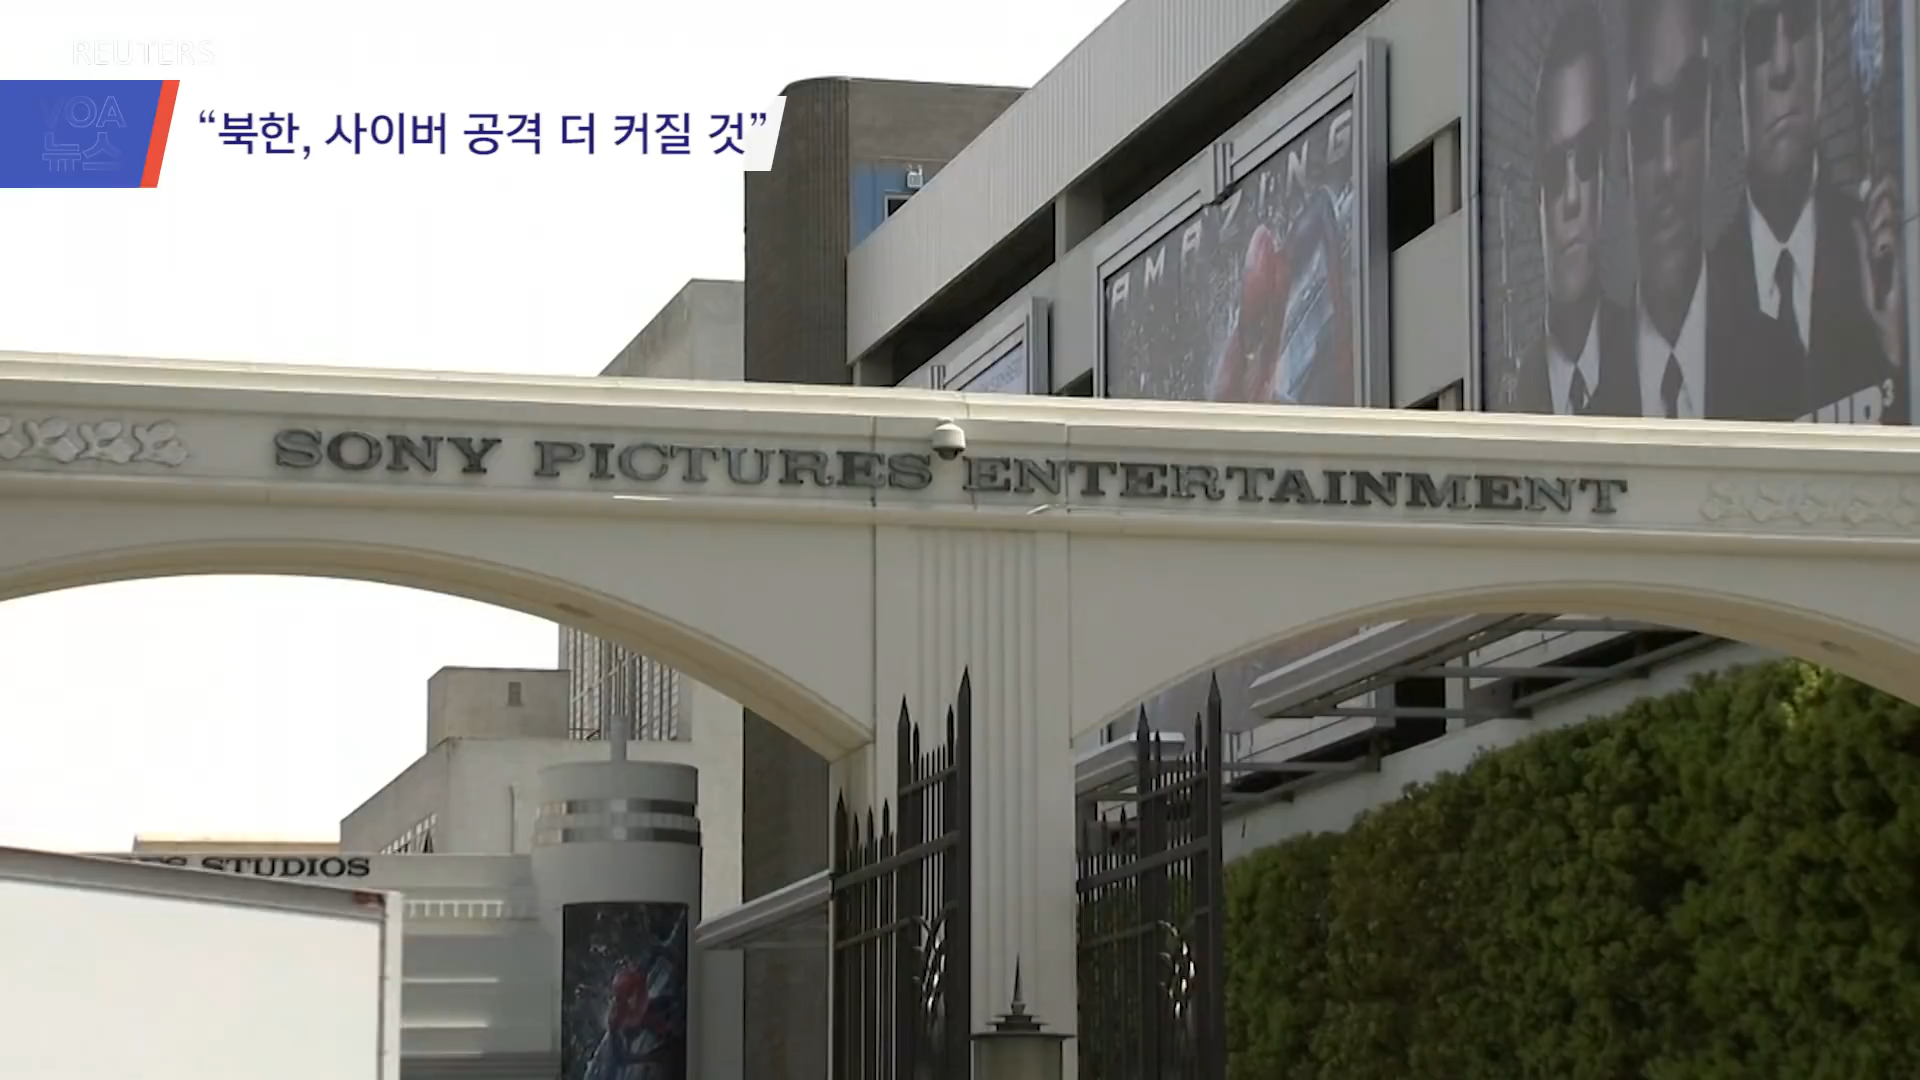 REUTERS
VOA
뉴스
“북한, 사이버 공격 더 커질 것”
AMAZING
SONY PICTURES ENTERTAINMENT
STUDIOS